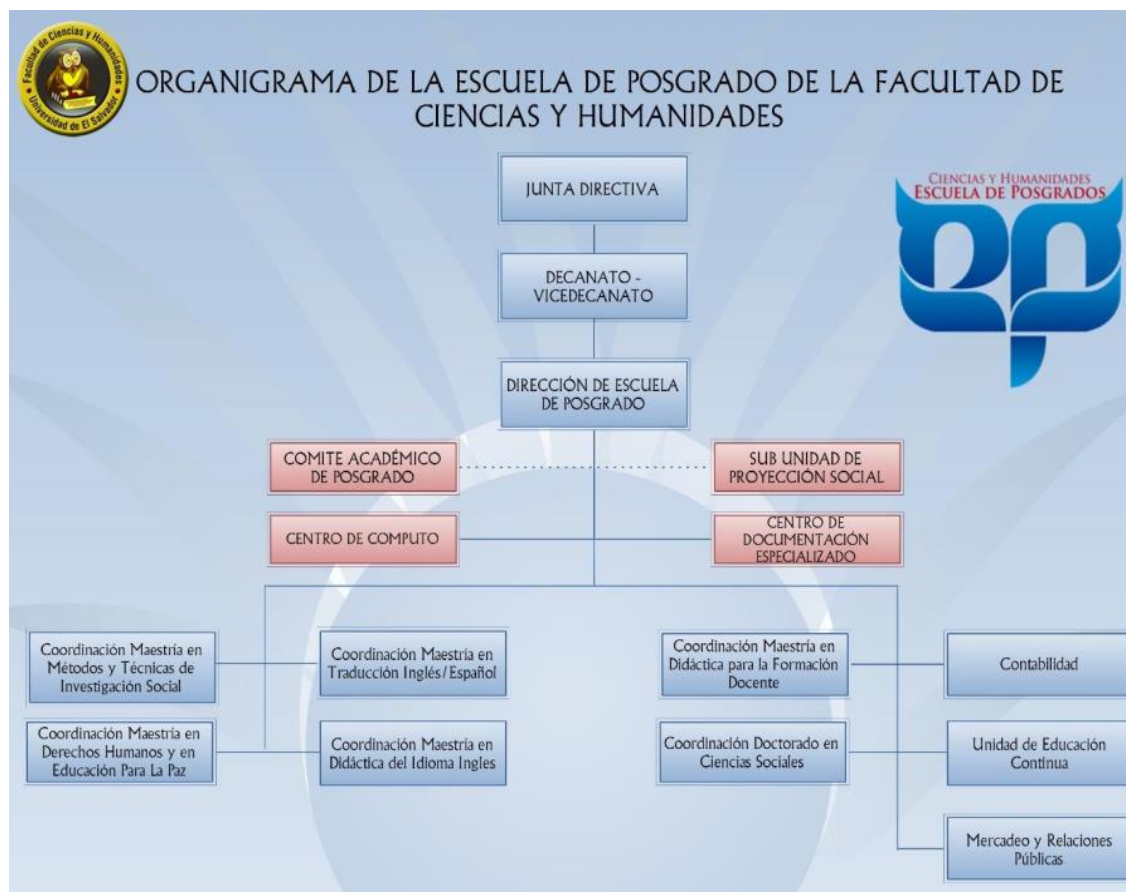 Facultad de Ciencias y Humanidades
Universidad de El Salvador
ORGANIGRAMA DE LA ESCUELA DE POSGRADO DE LA FACULTAD DE
CIENCIAS Y HUMANIDADES
CIENCIAS Y HUMANIDADES
ESCUELA DE POSGRADOS
JUNTA DIRECTIVA
DECANATO -
VICEDECANATO
DIRECCIÓN DE ESCUELA
DE POSGRADO
COMITE ACADÉMICO
DE POSGRADO
SUB UNIDAD DE
PROYECCIÓN SOCIAL
CENTRO DE COMPUTO
CENTRO DE
DOCUMENTACIÓN
ESPECIALIZADO
Coordinación Maestría en
Métodos y Técnicas de
Investigación Social
Coordinación Maestría en
Traducción Inglés/Español
Coordinación Maestría en
Didáctica para la Formación
Docente
Contabilidad
Coordinación Maestría en
Derechos Humanos y en
Educación Para La Paz
Coordinación Maestría en
Didáctica del Idioma Ingles
Coordinación Doctorado en
Ciencias Sociales
Unidad de Educación
Continua
Mercadeo y Relaciones
Públicas